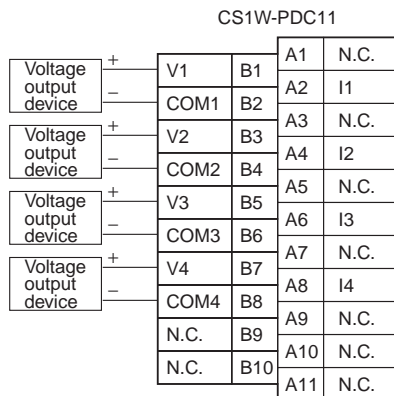 CS1W-PDC11
A1 N.C.
Voltage output device + − V1 B1
A2 I1
COM1 B2
A3 N.C.
Voltage output device + − V2 B3
A4 I2
COM2 B4
A5 N.C.
Voltage output device + − V3 B5
A6 I3
COM3 B6
A7 N.C.
Voltage output device + − V4 B7
A8 I4
COM4 B8
A9 N.C.
N.C. B9
A10 N.C.
N.C. B10
A11 N.C.